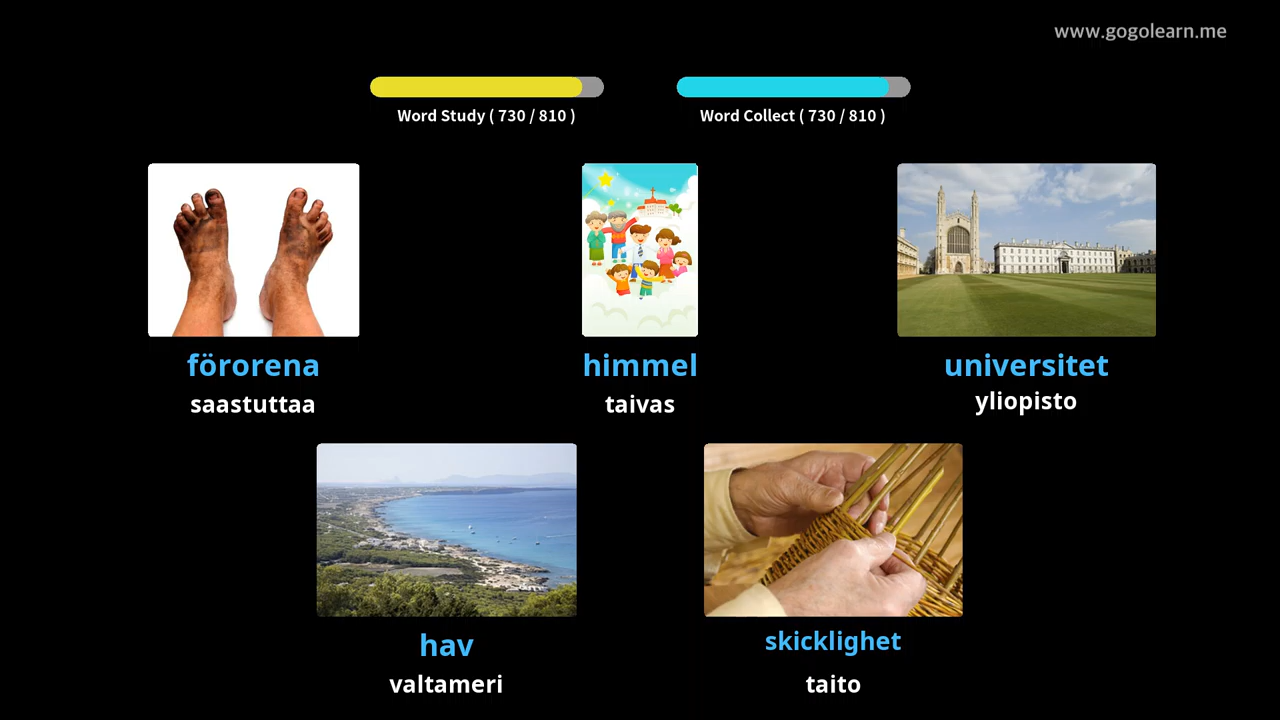 www.gogolearn.me
Word Study ( 730 / 810 )
Word Collect ( 730 / 810 )
förorena
saastuttaa
himmel
taivas
universitet
yliopisto
hav
valtameri
skicklighet
taito